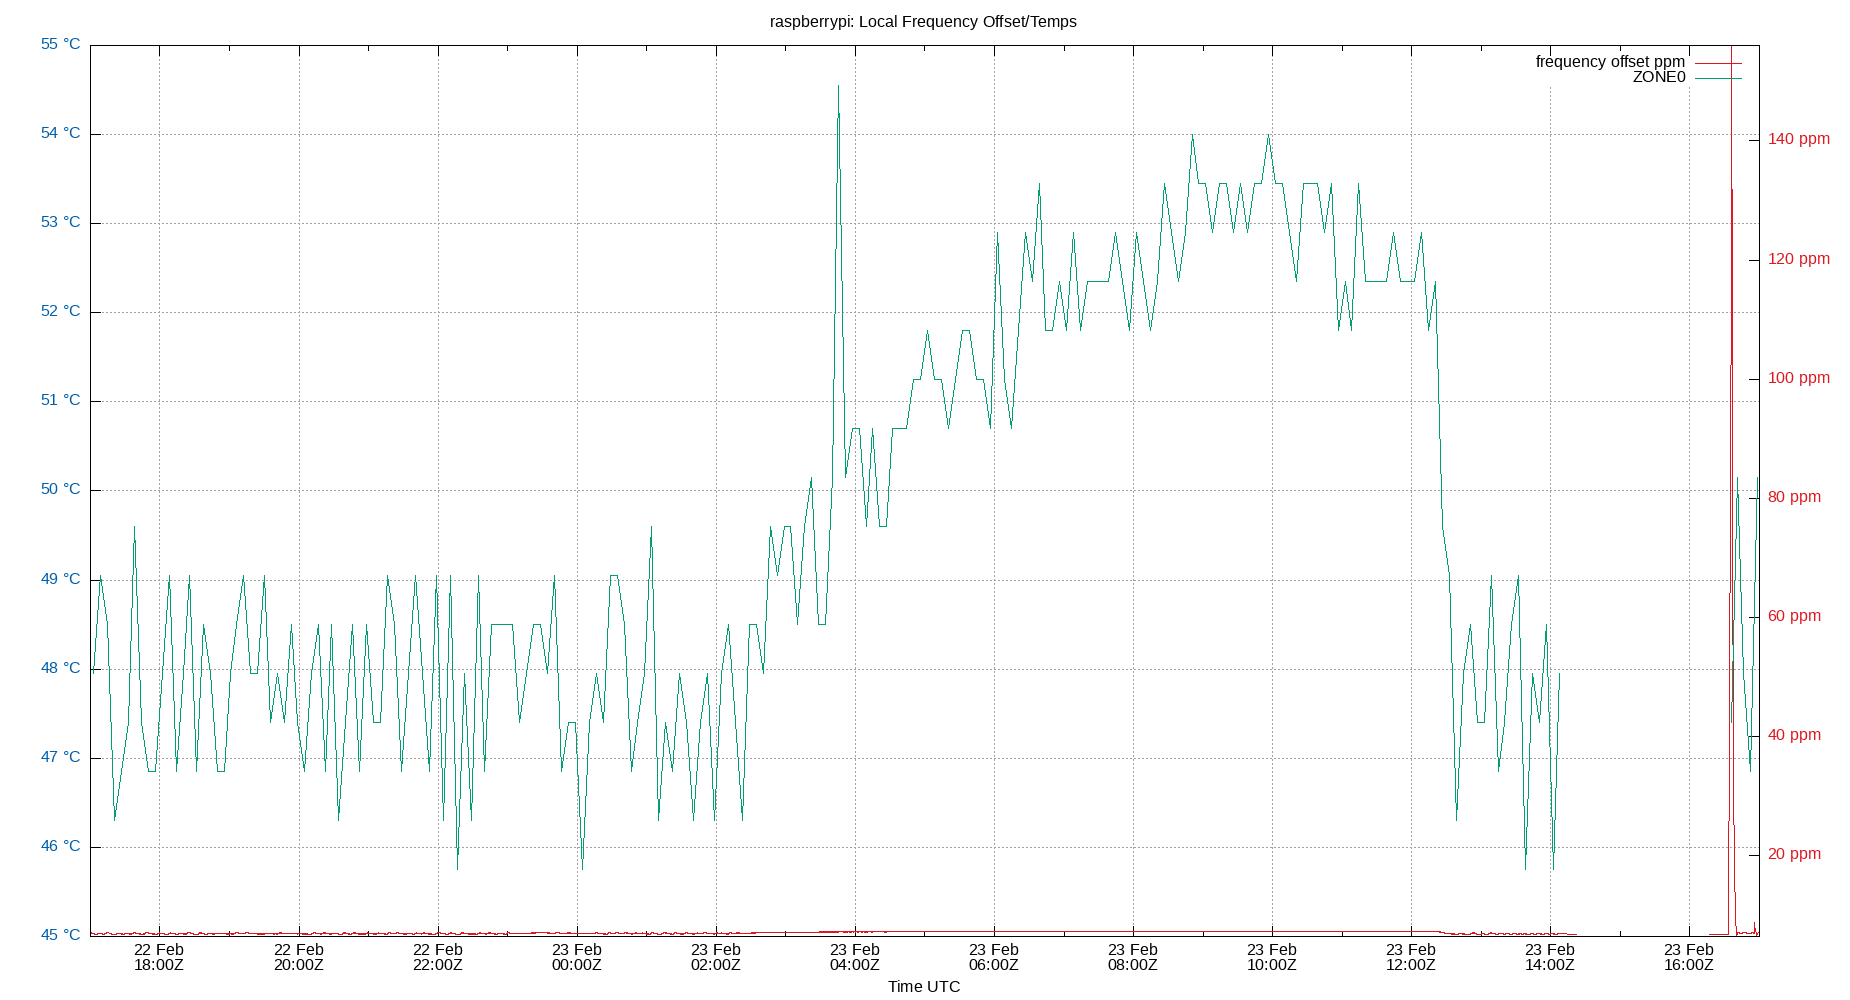 raspberrypi: Local Frequency Offset/Temps
frequency offset ppm
ZONE0
55 °C
54 °C
53 °C
52 °C
51 °C
50 °C
49 °C
48 °C
47 °C
46 °C
45 °C
140 ppm
120 ppm
100 ppm
80 ppm
60 ppm
40 ppm
20 ppm
22 Feb
18:00Z
22 Feb
20:00Z
22 Feb
22:00Z
23 Feb
00:00Z
23 Feb
02:00Z
23 Feb
04:00Z
23 Feb
06:00Z
23 Feb
08:00Z
23 Feb
10:00Z
23 Feb
12:00Z
23 Feb
14:00Z
23 Feb
16:00Z
Time UTC